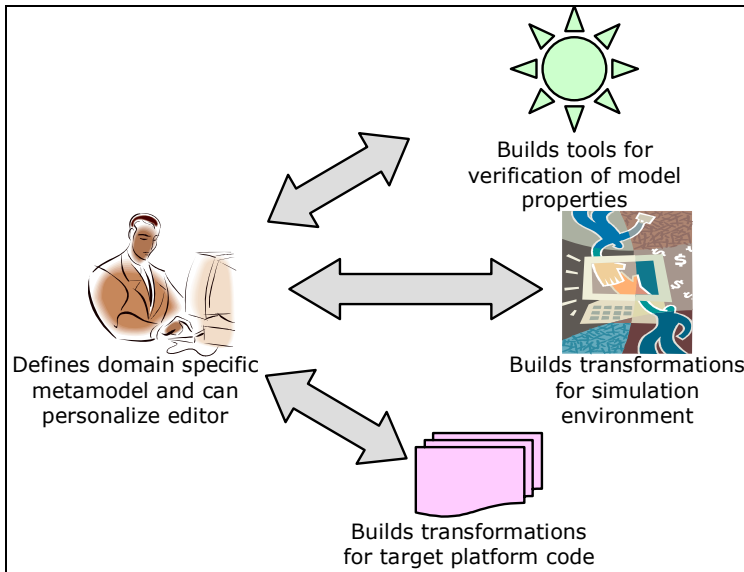 Builds tools for
verification of model
properties
Defines domain specific
metamodel and can
personalize editor
Builds transformations
for simulation
environment
Builds transformations
for target platform code